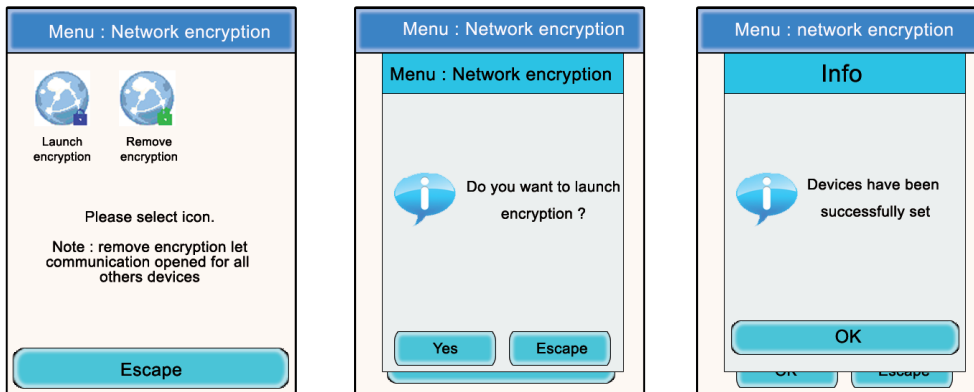 Menu : Network encryption
Launch
encryption
Remove
encryption
Please select icon.
Note : remove encryption let
communication opened for all
others devices
Escape
Menu : Network encryption
Menu : Network encryption
Do you want to launch
encryption ?
Yes
Escape
Menu : network encryption
Info
Devices have been
successfully set
OK
OK
Escape